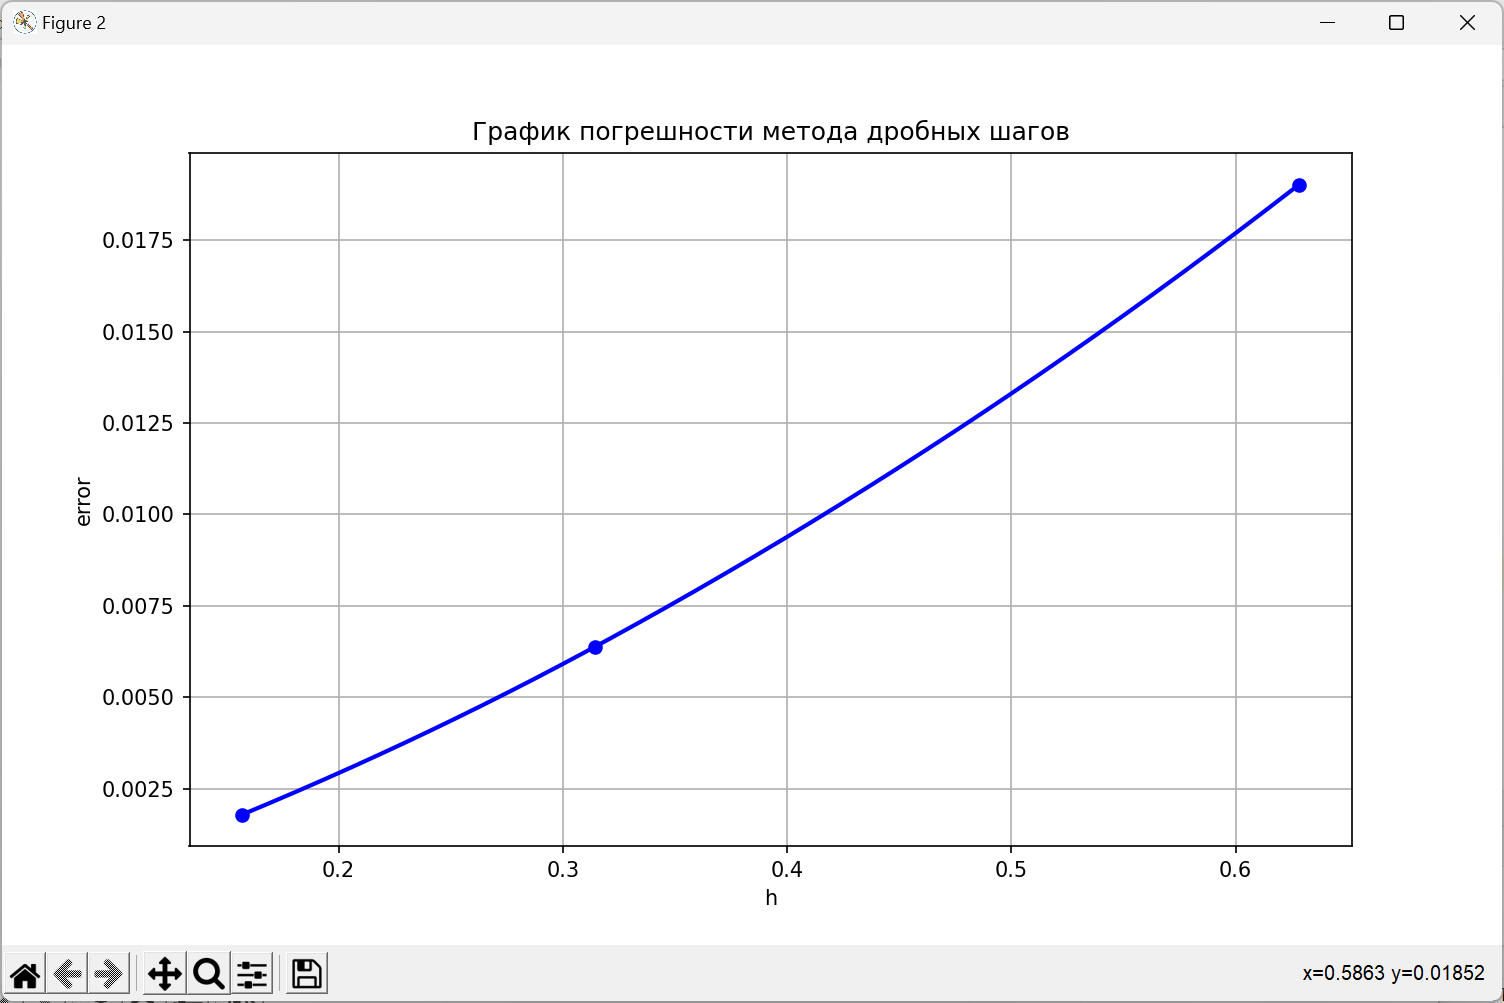 Figure 2
График погрешности метода дробных шагов
0.0175
0.0150
0.0125
0.0100
0.0075
0.0050
0.0025
error
0.2 0.3 0.4 0.5 0.6
h
x=0.5863 y=0.01852